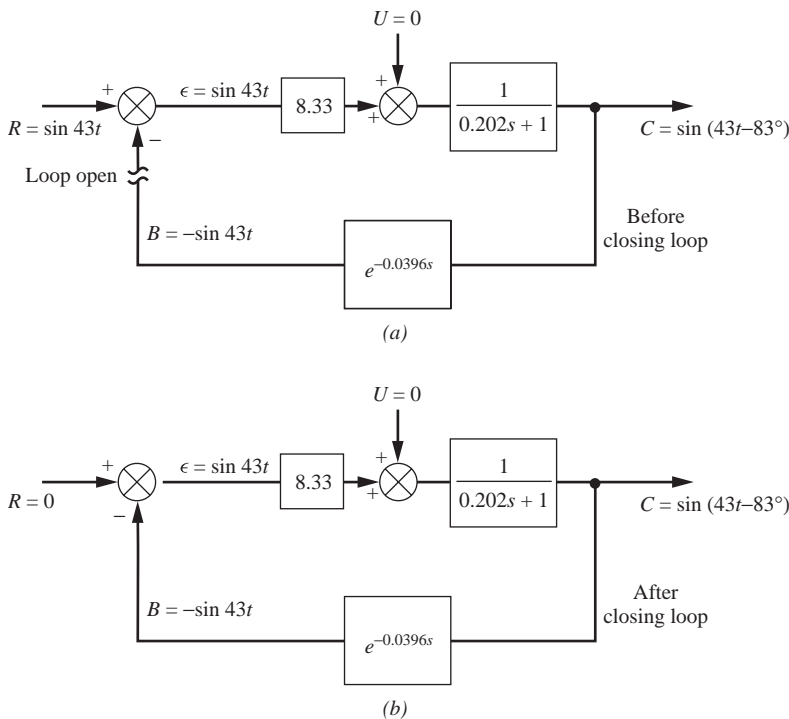 U = 0
+
ϵ = sin 43t
+
8.33
+
1
0.202s + 1
R = sin 43t
−
C = sin (43t−83°)
Loop open
B = −sin 43t
e^{−0.0396s}
Before
closing loop
(a)
U = 0
+
ϵ = sin 43t
+
8.33
+
1
0.202s + 1
R = 0
−
C = sin (43t−83°)
B = −sin 43t
e^{−0.0396s}
After
closing loop
(b)